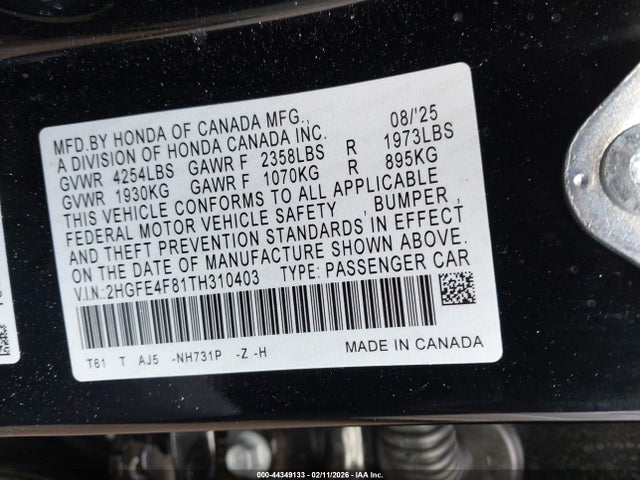 MFD.BY HONDA OF CANADA MFG., 08/'25
A DIVISION OF HONDA CANADA INC.
GVWR 4254LBS GAWR F 2358LBS R 1973LBS
GVWR 1930KG GAWR F 1070KG R 895KG
THIS VEHICLE CONFORMS TO ALL APPLICABLE
FEDERAL MOTOR VEHICLE SAFETY , BUMPER ,
AND THEFT PREVENTION STANDARDS IN EFFECT
ON THE DATE OF MANUFACTURE SHOWN ABOVE.
V.I.N.:2HGFE4F81TH310403 TYPE: PASSENGER CAR
T61 T AJ5 -NH731P -Z -H MADE IN CANADA
000-44349133 - 02/11/2026 - IAA Inc.